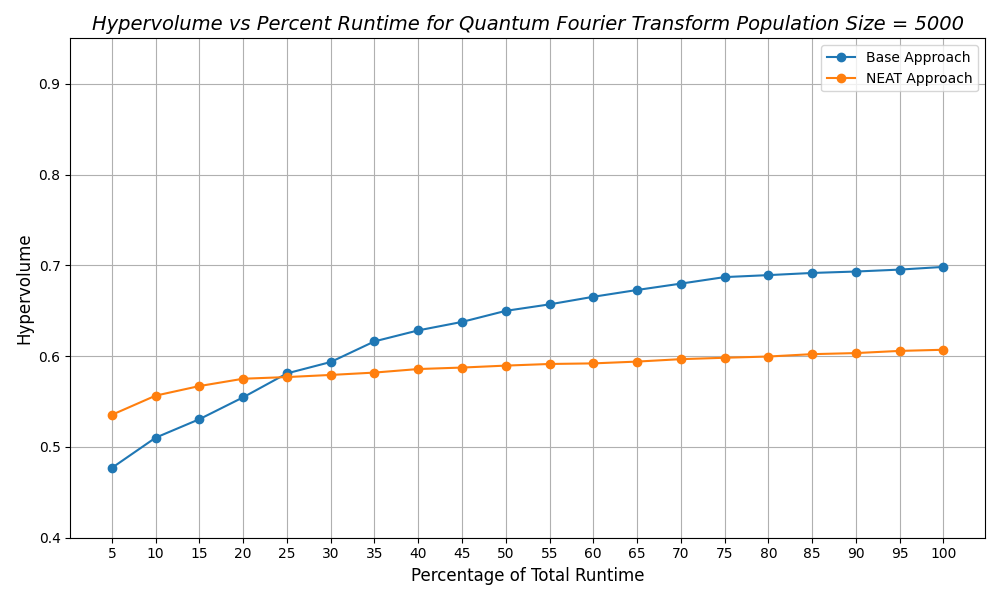 Hypervolume vs Percent Runtime for Quantum Fourier Transform Population Size = 5000
Base Approach
NEAT Approach
Hypervolume
0.9
0.8
0.7
0.6
0.5
0.4
5 10 15 20 25 30 35 40 45 50 55 60 65 70 75 80 85 90 95 100
Percentage of Total Runtime